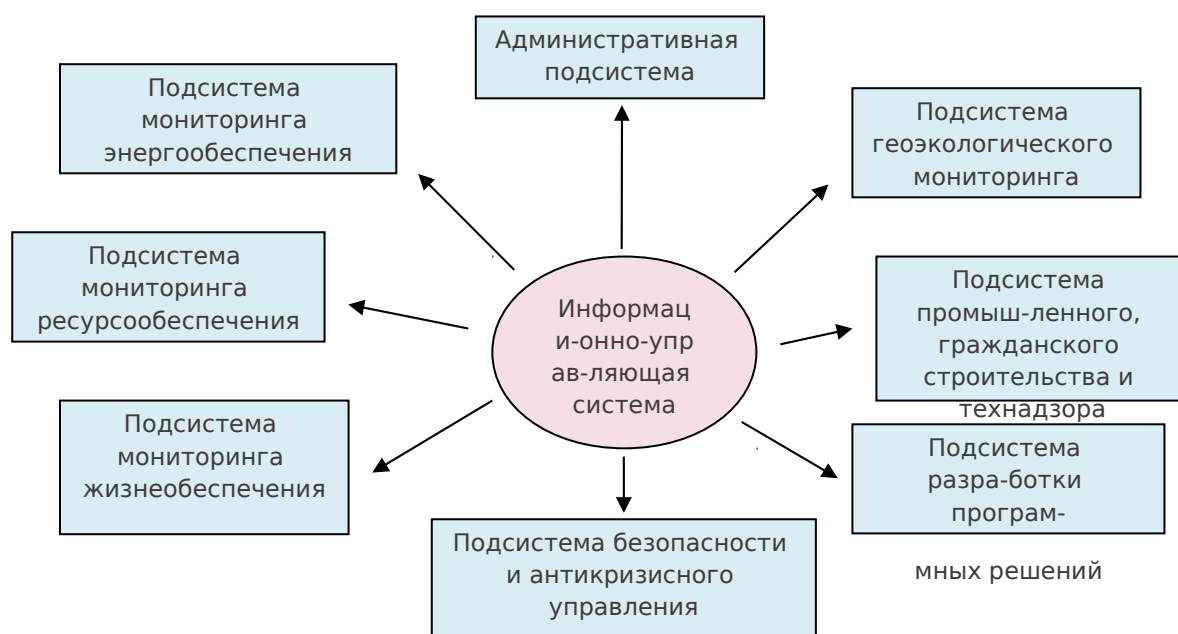 Административная
подсистема
Подсистема
мониторинга
энергообеспечения
Подсистема
геоэкологического
мониторинга
Подсистема
мониторинга
ресурсообеспечения
Информац
и-онно-упр
ав-ляющая
система
Подсистема
промыш-ленного,
гражданского
строительства и
технадзора
Подсистема
мониторинга
жизнеобеспечения
Подсистема
разра-ботки
програм-
мных решений
Подсистема безопасности
и антикризисного
управления